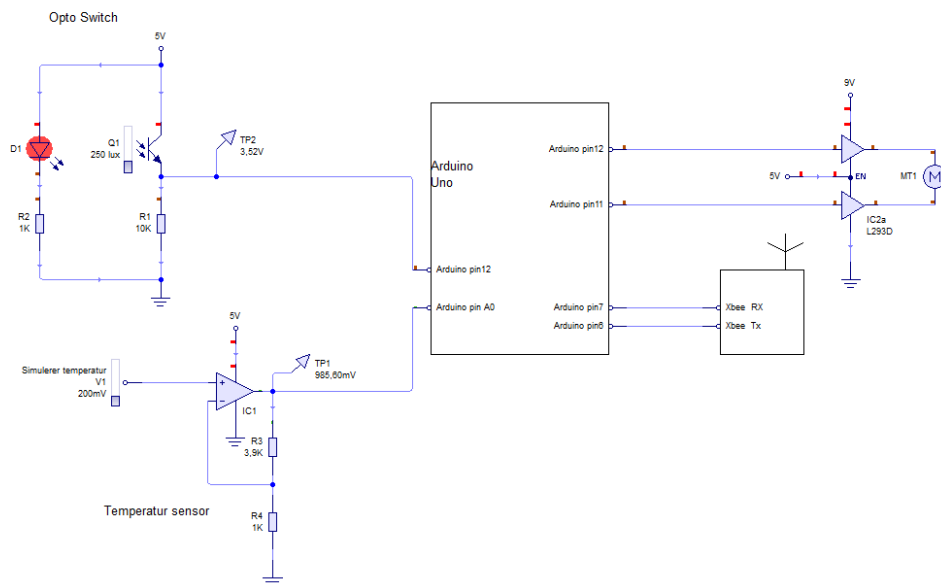 Opto Switch
5V
D1
Q1
250 lux
TP2
3,52V
R2
1K
R1
10K
Arduino
Uno
Arduino pin12
Arduino pin11
Arduino pin12
Arduino pin A0
Arduino pin7
Arduino pin6
9V
5V
EN
MT1
M
IC2a
L293D
Xbee RX
Xbee Tx
5V
TP1
985,60mV
Simulerer temperatur
V1
200mV
+
−
IC1
R3
3,9K
R4
1K
Temperatur sensor